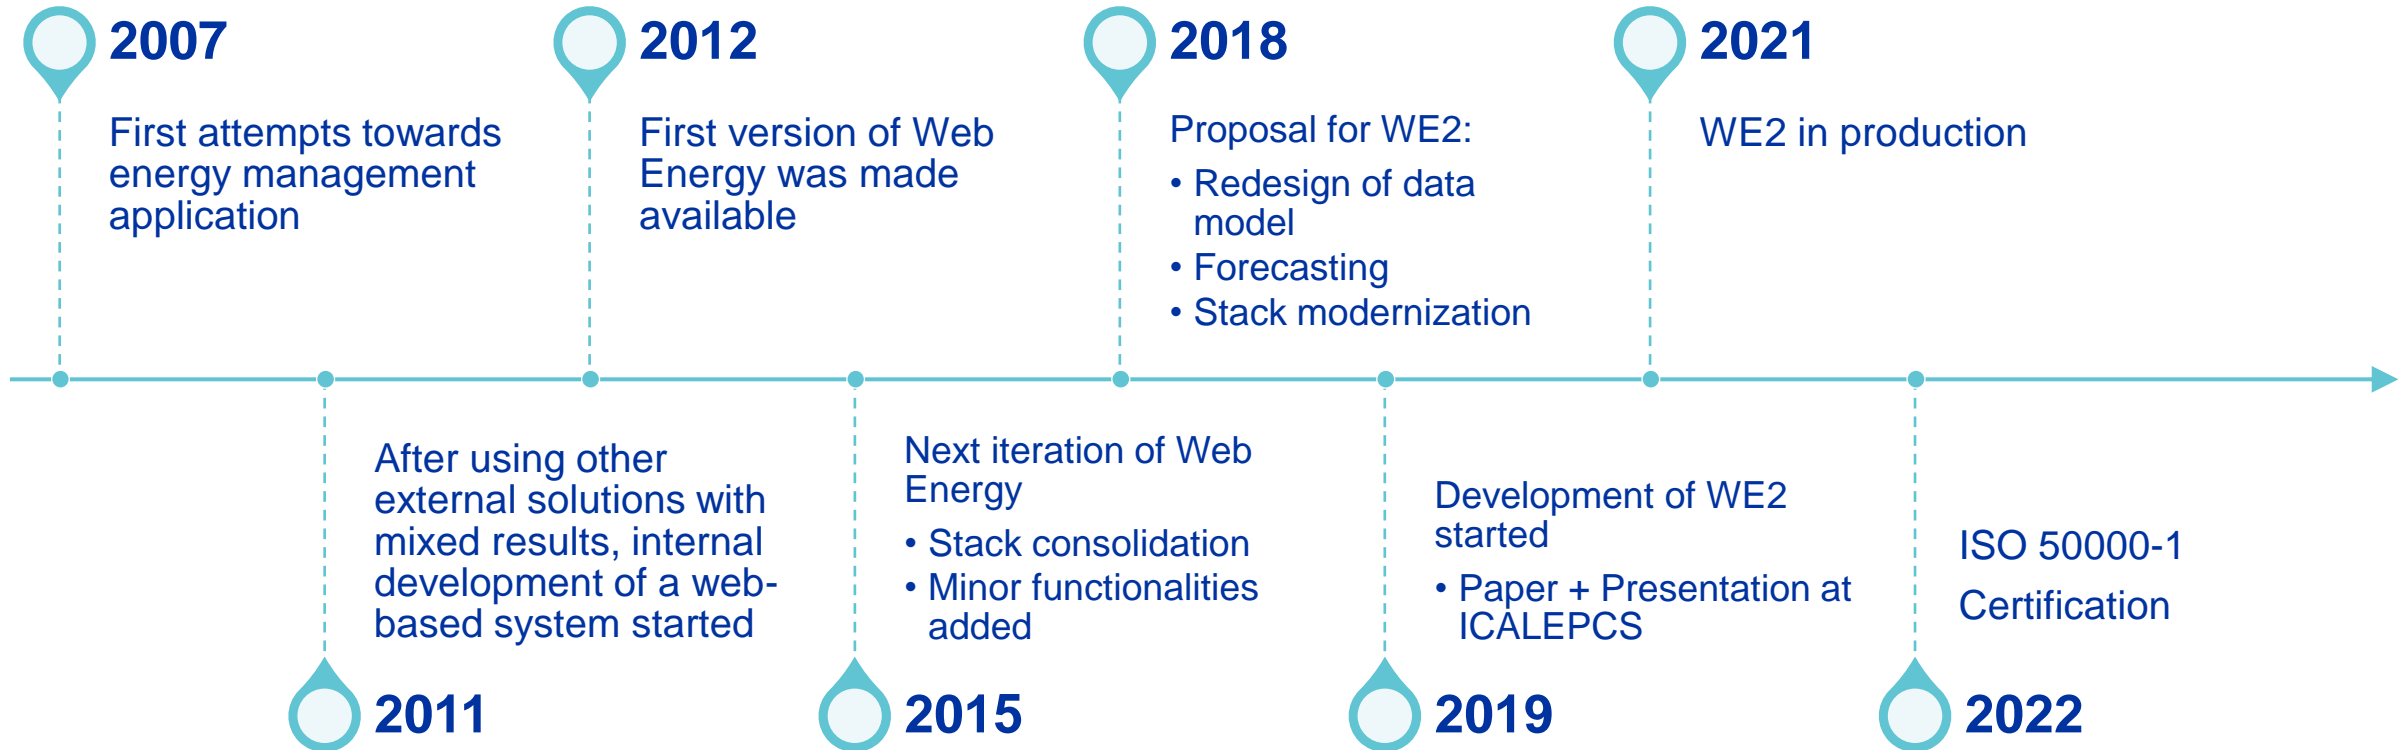 2007
First attempts towards
energy management
application
2011
After using other
external solutions with
mixed results, internal
development of a web-
based system started
2012
First version of Web
Energy was made
available
2015
Next iteration of Web
Energy
• Stack consolidation
• Minor functionalities
added
2018
Proposal for WE2:
• Redesign of data
model
• Forecasting
• Stack modernization
2019
Development of WE2
started
• Paper + Presentation at
ICALEPCS
2021
WE2 in production
2022
ISO 50000-1
Certification